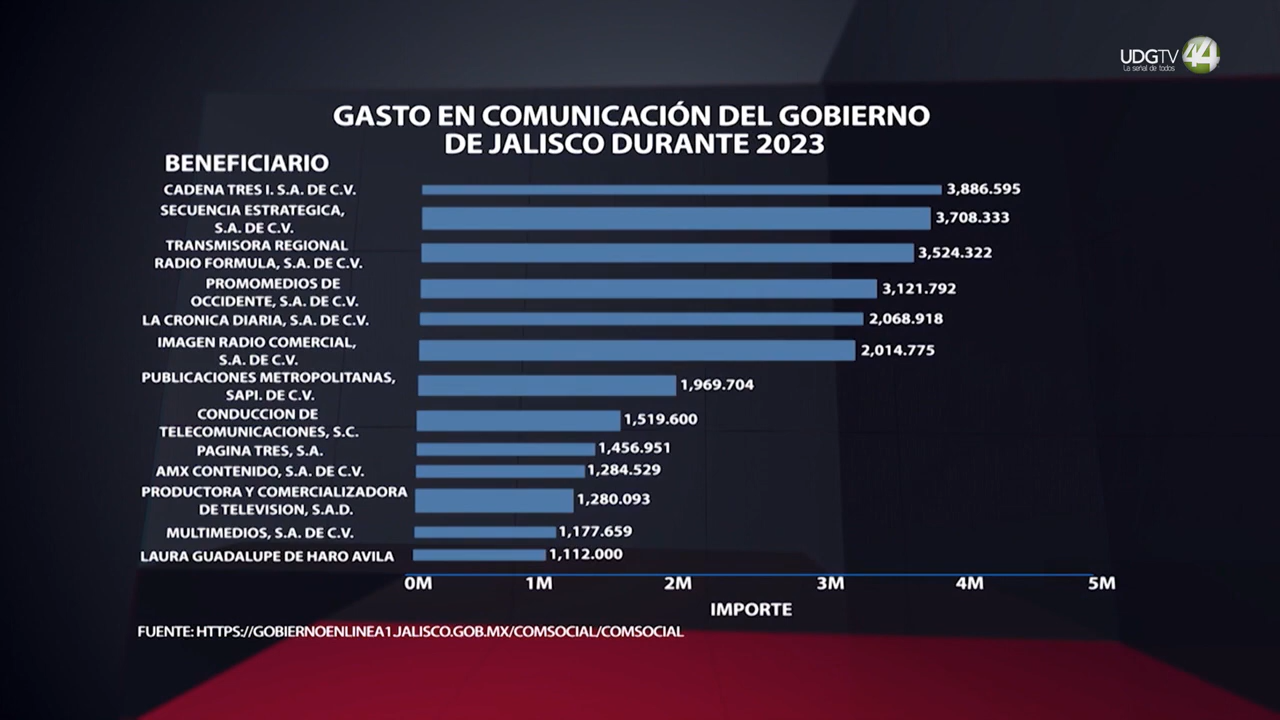 UDGTV 44
La señal de todos
GASTO EN COMUNICACIÓN DEL GOBIERNO
DE JALISCO DURANTE 2023
BENEFICIARIO
CADENA TRES I. S.A. DE C.V.
3,886.595
SECUENCIA ESTRATEGICA,
S.A. DE C.V.
3,708.333
TRANSMISORA REGIONAL
RADIO FORMULA, S.A. DE C.V.
3,524.322
PROMOMEDIOS DE
OCCIDENTE, S.A. DE C.V.
3,121.792
LA CRONICA DIARIA, S.A. DE C.V.
2,068.918
IMAGEN RADIO COMERCIAL,
S.A. DE C.V.
2,014.775
PUBLICACIONES METROPOLITANAS,
SAPI. DE C.V.
1,969.704
CONDUCCION DE
TELECOMUNICACIONES, S.C.
1,519.600
PAGINA TRES, S.A.
1,456.951
AMX CONTENIDO, S.A. DE C.V.
1,284.529
PRODUCTORA Y COMERCIALIZADORA
DE TELEVISION, S.A.D.
1,280.093
MULTIMEDIOS, S.A. DE C.V.
1,177.659
LAURA GUADALUPE DE HARO AVILA
1,112.000
0M 1M 2M 3M 4M 5M
IMPORTE
FUENTE: HTTPS://GOBIERNOENLINEA1.JALISCO.GOB.MX/COMSOCIAL/COMSOCIAL